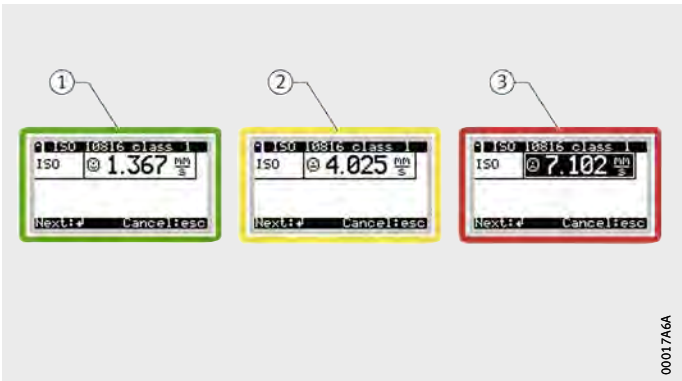 1
2
3
ISO 10816 class 1
ISO 1.367 mm/s
Next:↵ Cancel:esc
ISO 10816 class 1
ISO 4.025 mm/s
Next:↵ Cancel:esc
ISO 10816 class 1
ISO 7.102 mm/s
Next:↵ Cancel:esc
00017A6A